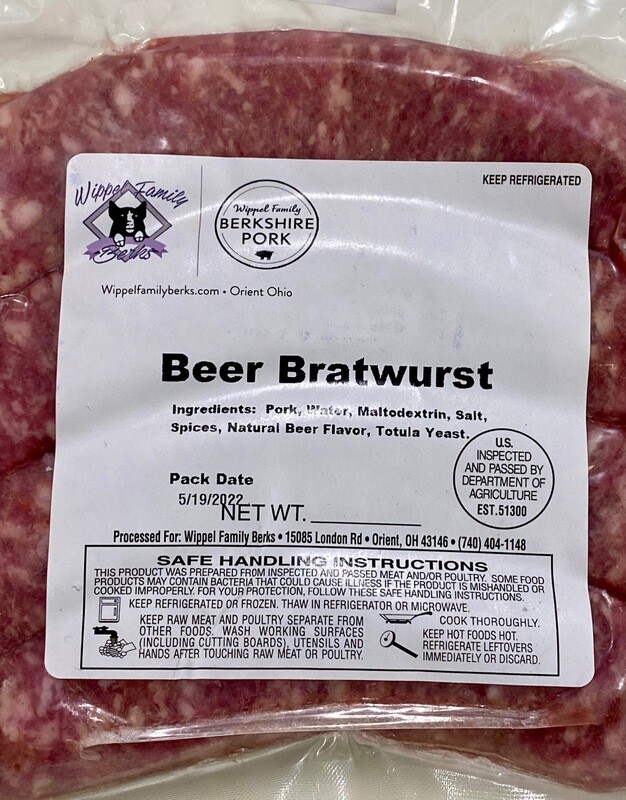 KEEP REFRIGERATED
Wippel Family
Berks
Wippel Family
BERKSHIRE
PORK
Wippelfamilyberks.com • Orient Ohio
Beer Bratwurst
Ingredients: Pork, Water, Maltodextrin, Salt,
Spices, Natural Beer Flavor, Totula Yeast.
U.S.
INSPECTED
AND PASSED BY
DEPARTMENT OF
AGRICULTURE
EST.51300
Pack Date
5/19/2022
NET WT.
Processed For: Wippel Family Berks • 15085 London Rd • Orient, OH 43146 • (740) 404-1148
SAFE HANDLING INSTRUCTIONS
THIS PRODUCT WAS PREPARED FROM INSPECTED AND PASSED MEAT AND/OR POULTRY. SOME FOOD
PRODUCTS MAY CONTAIN BACTERIA THAT COULD CAUSE ILLNESS IF THE PRODUCT IS MISHANDLED OR
COOKED IMPROPERLY. FOR YOUR PROTECTION, FOLLOW THESE SAFE HANDLING INSTRUCTIONS.
KEEP REFRIGERATED OR FROZEN. THAW IN REFRIGERATOR OR MICROWAVE.
KEEP RAW MEAT AND POULTRY SEPARATE FROM
OTHER FOODS. WASH WORKING SURFACES
(INCLUDING CUTTING BOARDS), UTENSILS AND
HANDS AFTER TOUCHING RAW MEAT OR POULTRY.
COOK THOROUGHLY.
KEEP HOT FOODS HOT.
REFRIGERATE LEFTOVERS
IMMEDIATELY OR DISCARD.